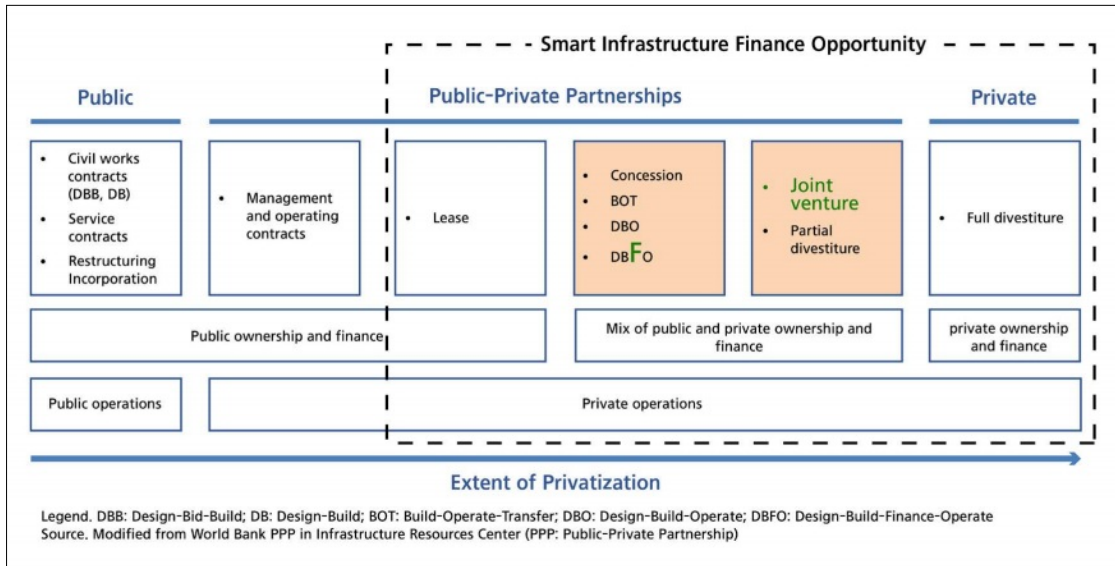 Smart Infrastructure Finance Opportunity
Public
Public-Private Partnerships
Private
• Civil works
contracts
(DBB, DB)
• Service
contracts
• Restructuring
Incorporation
• Management
and operating
contracts
• Lease
• Concession
• BOT
• DBO
• DBFO
• Joint
venture
• Partial
divestiture
• Full divestiture
Public ownership and finance
Mix of public and private ownership and
finance
private ownership
and finance
Public operations
Private operations
Extent of Privatization
Legend. DBB: Design-Bid-Build; DB: Design-Build; BOT: Build-Operate-Transfer; DBO: Design-Build-Operate; DBFO: Design-Build-Finance-Operate
Source. Modified from World Bank PPP in Infrastructure Resources Center (PPP: Public-Private Partnership)